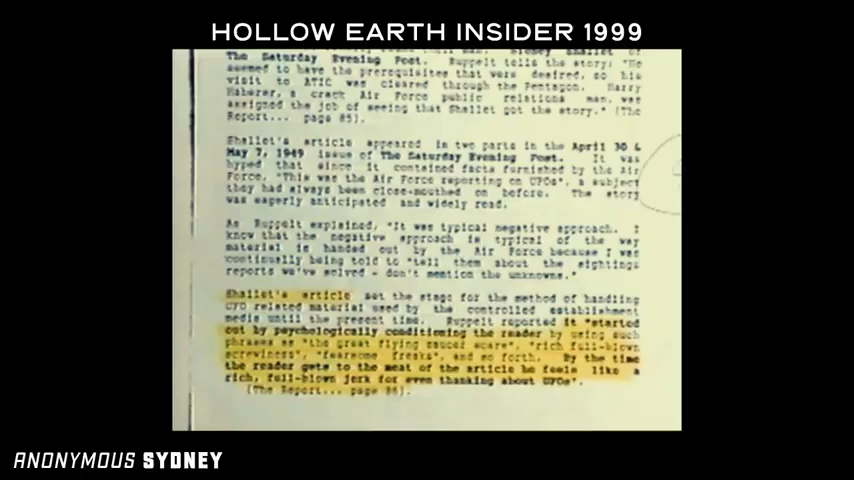 HOLLOW EARTH INSIDER 1999
The Saturday Evening Post. Ruppelt tells the story: "He
seemed to have the prerequisites that were desired, so his
visit to ATIC was cleared through the Pentagon. Harry
Haberer, a crack Air Force public relations man, was
assigned the job of seeing that Shallet got the story." (The
Report... page 85).
Shallet's article appeared in two parts in the April 30 &
May 7, 1949 issue of The Saturday Evening Post. It was
hyped that since it contained facts furnished by the Air
Force, "This was the Air Force reporting on UFOs", a subject
they had always been close-mouthed on before. The story
was eagerly anticipated and widely read.
As Ruppelt explained, "It was typical negative approach. I
know that the negative approach is typical of the way
material is handed out by the Air Force because I was
continually being told to "tell them about the sightings
reports we've solved - don't mention the unknowns."
Shallet's article set the stage for the method of handling
UFO related material used by the controlled establishment
media until the present time. Ruppelt reported it "started
out by psychologically conditioning the reader by using such
phrases as "the great flying saucer scare", "rich full-blown
screwiness", "fearsome freaks", and so forth. By the time
the reader gets to the meat of the article he feels like a
rich, full-blown jerk for even thinking about UFOs".
(The Report... page 86).
ANONYMOUS SYDNEY